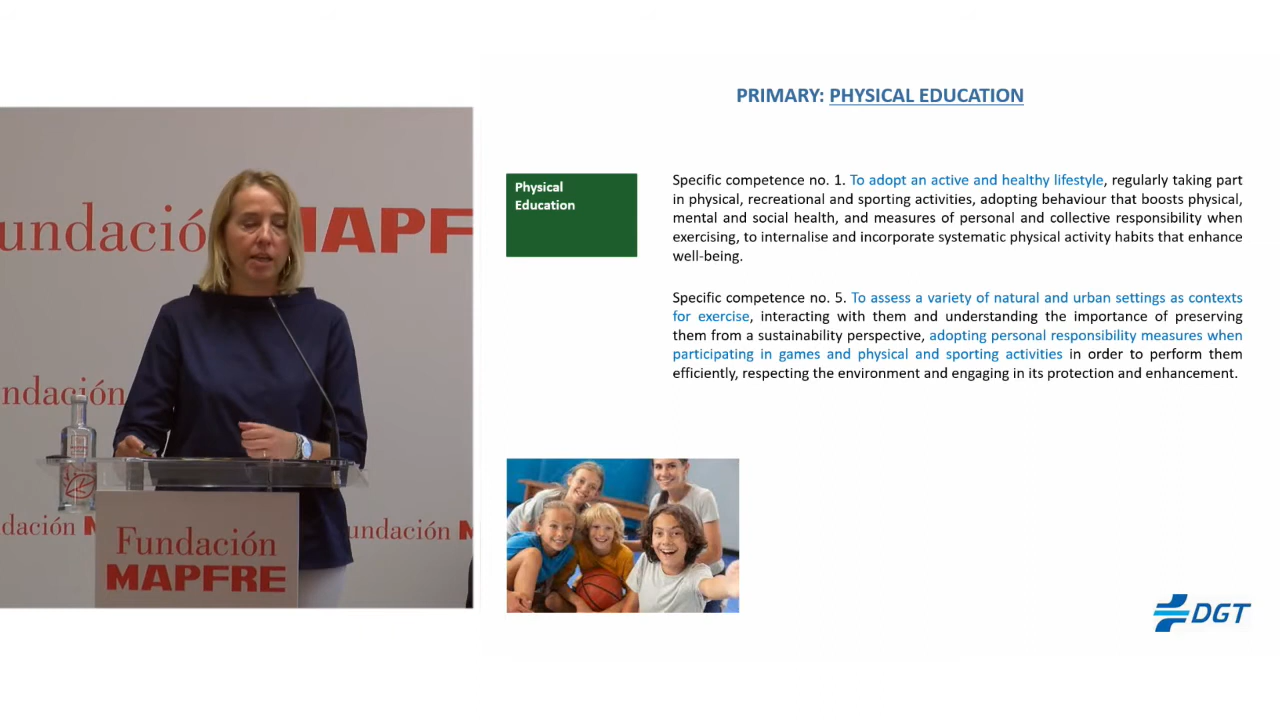 PRIMARY: PHYSICAL EDUCATION
Physical
Education
Specific competence no. 1. To adopt an active and healthy lifestyle, regularly taking part
in physical, recreational and sporting activities, adopting behaviour that boosts physical,
mental and social health, and measures of personal and collective responsibility when
exercising, to internalise and incorporate systematic physical activity habits that enhance
well-being.
Specific competence no. 5. To assess a variety of natural and urban settings as contexts
for exercise, interacting with them and understanding the importance of preserving
them from a sustainability perspective, adopting personal responsibility measures when
participating in games and physical and sporting activities in order to perform them
efficiently, respecting the environment and engaging in its protection and enhancement.
undació MAPF
ndación
dación M
undación M
Fundación
MAPFRE
DGT